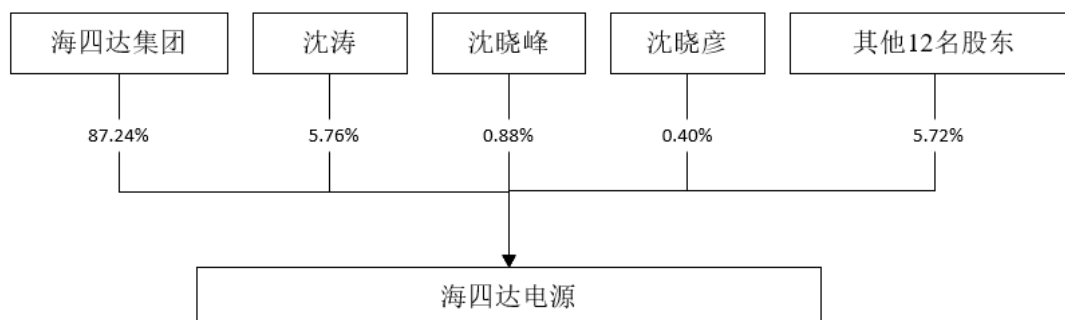 海四达集团
沈涛
沈晓峰
沈晓彦
其他12名股东
87.24%
5.76%
0.88%
0.40%
5.72%
海四达电源